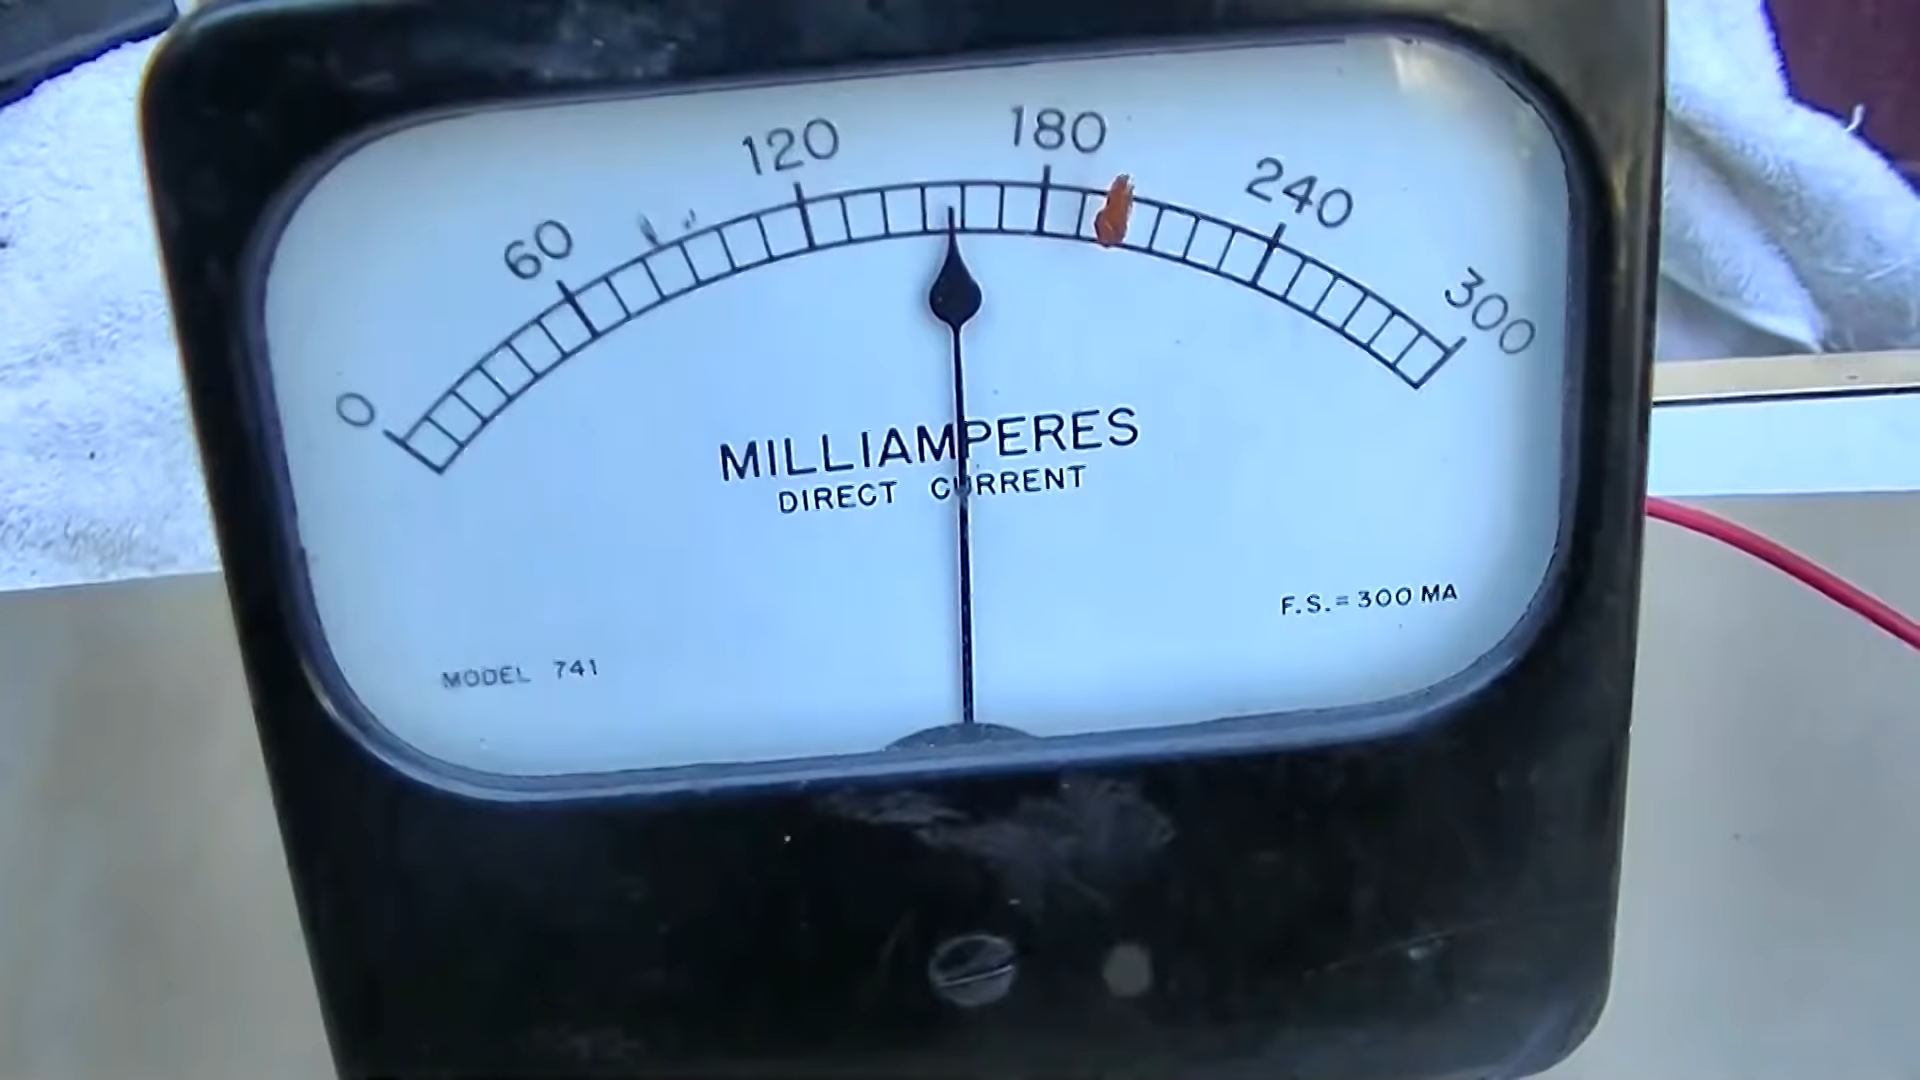 0 60 120 180 240 300
MILLIAMPERES
DIRECT CURRENT
F.S.= 300 MA
MODEL 741